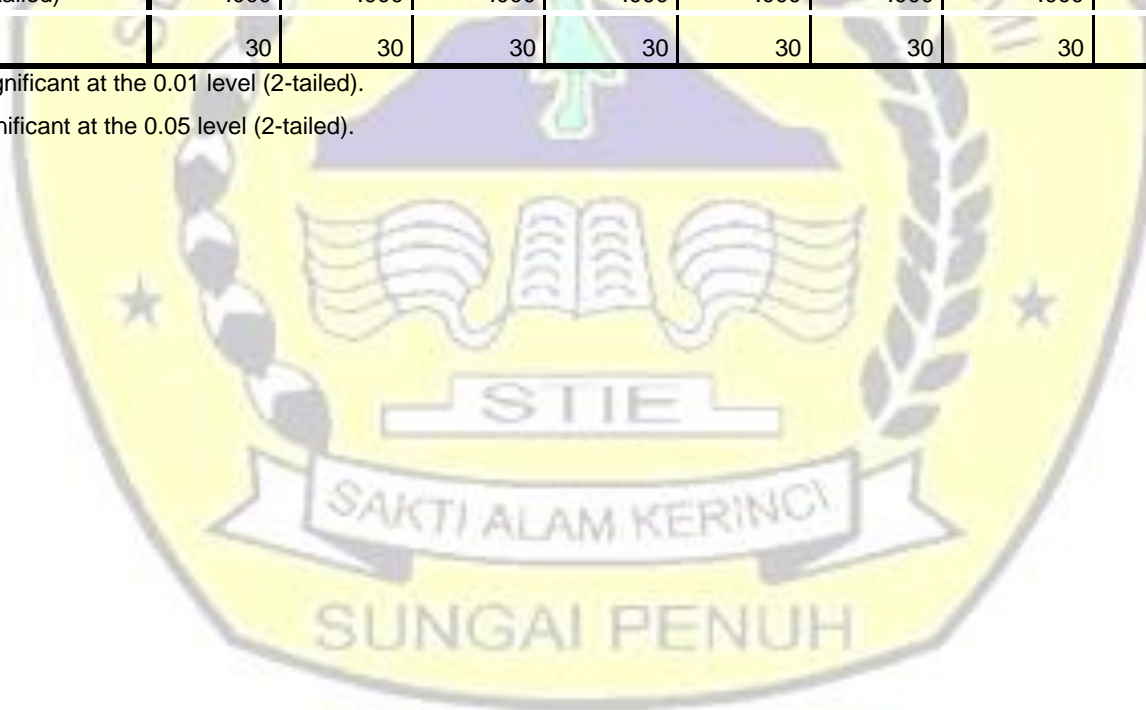 30 30 30 30 30 30 30
gnificant at the 0.01 level (2-tailed).
nificant at the 0.05 level (2-tailed).
STIE
SAKTI ALAM KERINCI
SUNGAI PENUH